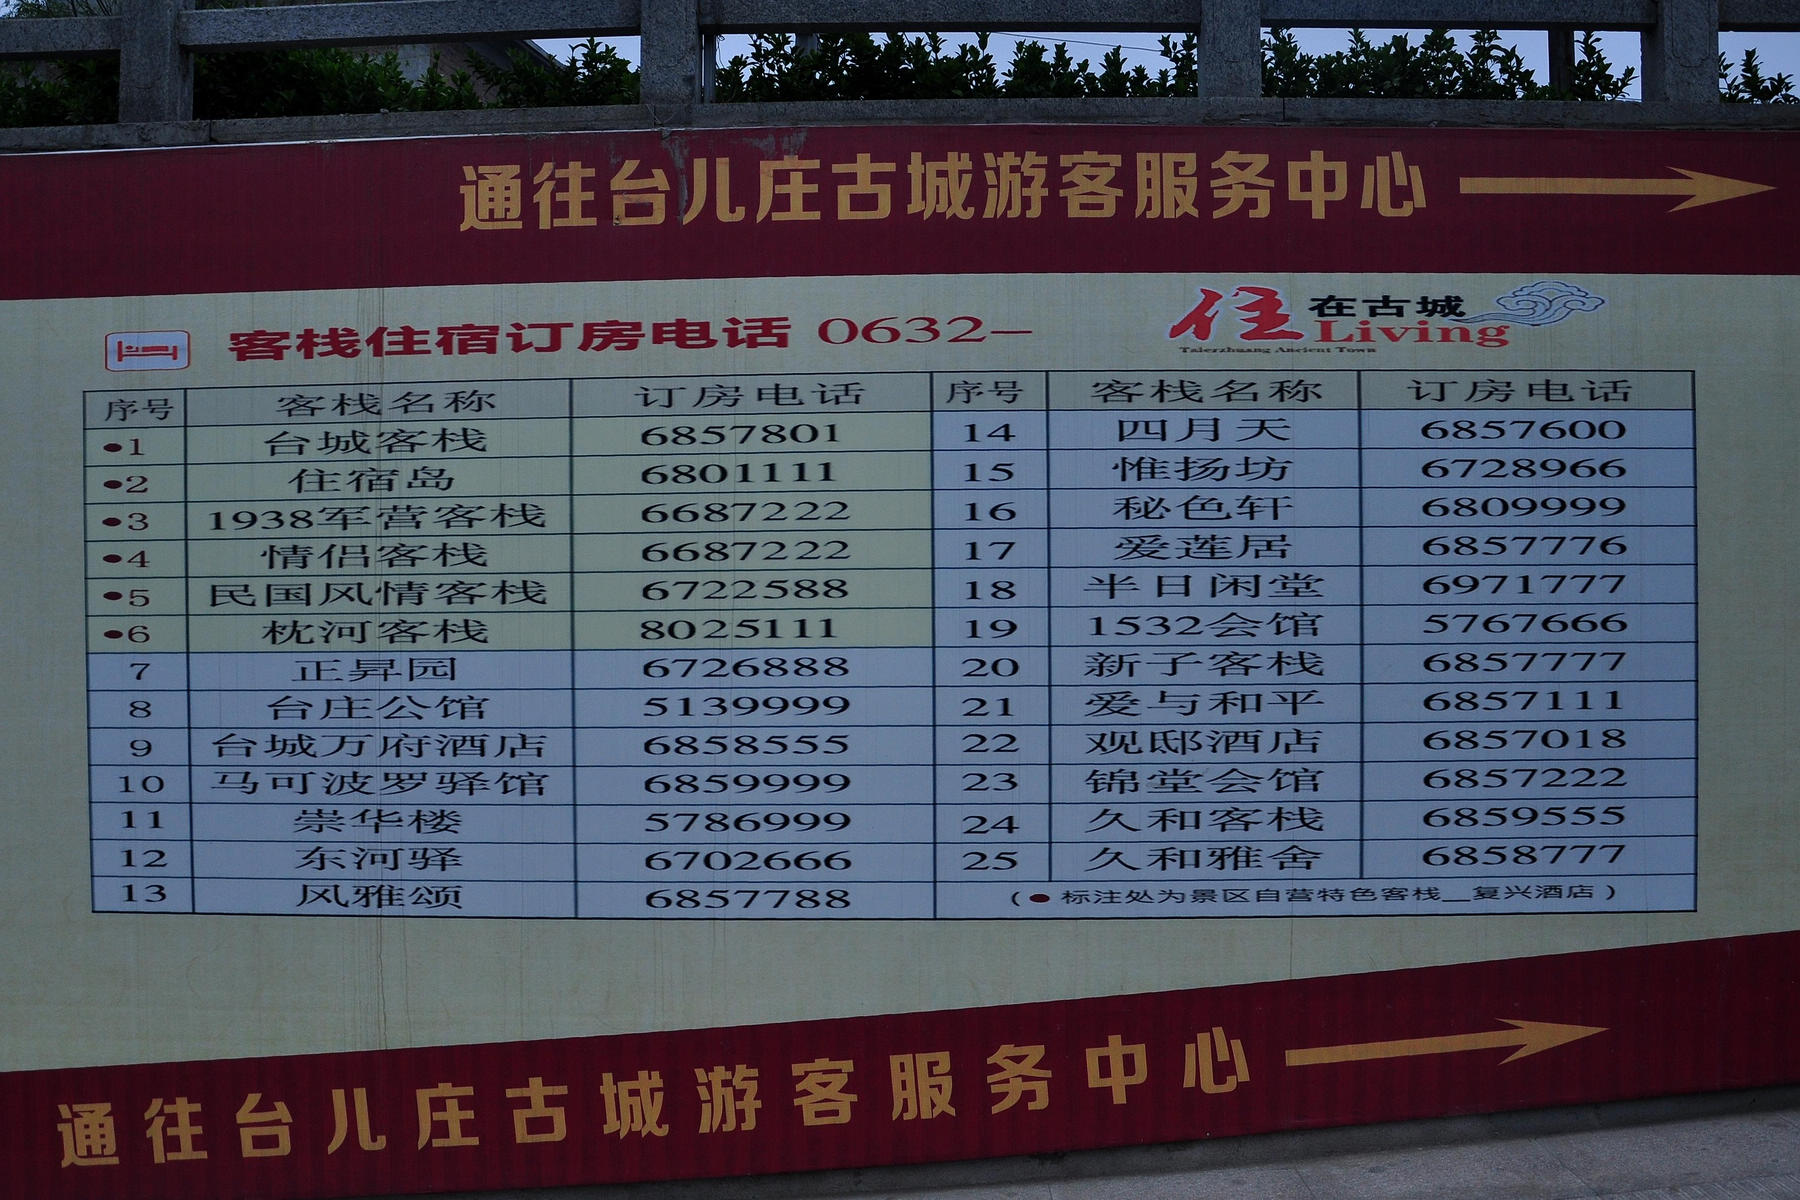 通往台儿庄古城游客服务中心
客栈住宿订房电话 0632-
住在古城
Living
Taierzhuang Ancient Town
序号 客栈名称 订房电话 序号 客栈名称 订房电话
●1 台城客栈 6857801 14 四月天 6857600
●2 住宿岛 6801111 15 惟扬坊 6728966
●3 1938军营客栈 6687222 16 秘色轩 6809999
●4 情侣客栈 6687222 17 爱莲居 6857776
●5 民国风情客栈 6722588 18 半日闲堂 6971777
●6 枕河客栈 8025111 19 1532会馆 5767666
7 正昇园 6726888 20 新子客栈 6857777
8 台庄公馆 5139999 21 爱与和平 6857111
9 台城万府酒店 6858555 22 观邸酒店 6857018
10 马可波罗驿馆 6859999 23 锦堂会馆 6857222
11 崇华楼 5786999 24 久和客栈 6859555
12 东河驿 6702666 25 久和雅舍 6858777
13 风雅颂 6857788 (●标注处为景区自营特色客栈__复兴酒店)
通往台儿庄古城游客服务中心